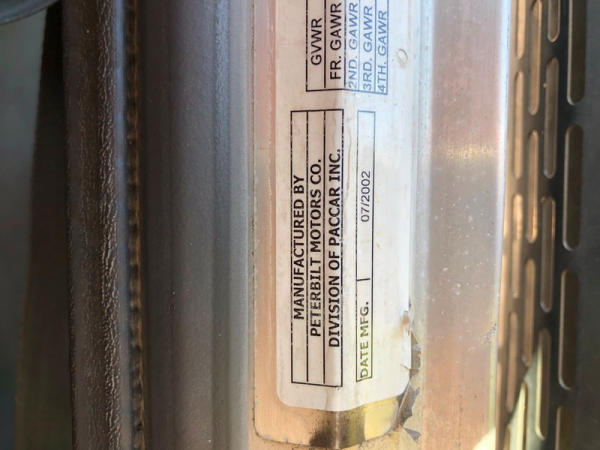 MANUFACTURED BY
PETERBILT MOTORS CO.
DIVISION OF PACCAR INC.
DATE MFG. 07/2002
GVWR
FR. GAWR
2ND. GAWR
3RD. GAWR
4TH. GAWR